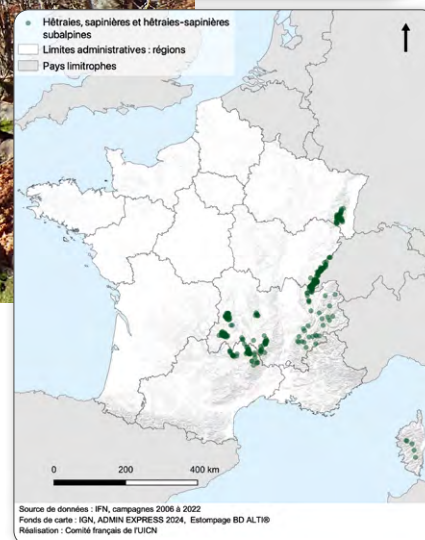 Hêtraies, sapinières et hêtraies-sapinières
subalpines
Limites administratives : régions
Pays limitrophes
0 200 400 km
Source de données : IFN, campagnes 2006 à 2022
Fonds de carte : IGN, ADMIN EXPRESS 2024, Estompage BD ALTI®
Réalisation : Comité français de l'UICN